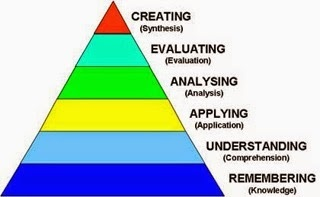 CREATING
(Synthesis)
EVALUATING
(Evaluation)
ANALYSING
(Analysis)
APPLYING
(Application)
UNDERSTANDING
(Comprehension)
REMEMBERING
(Knowledge)